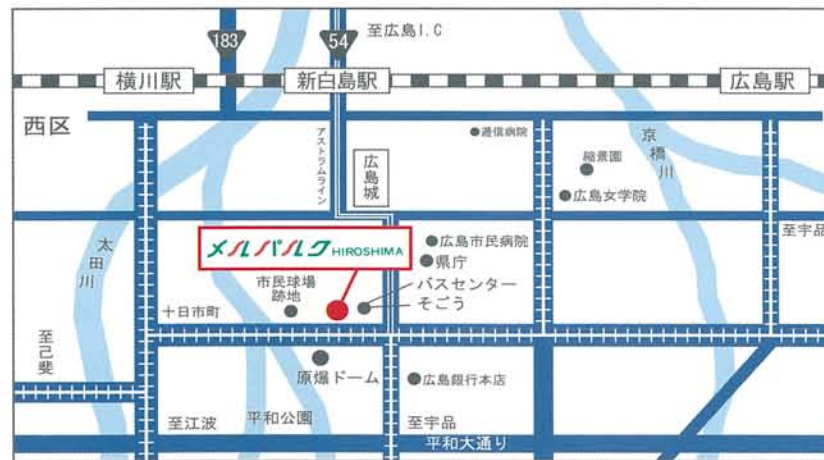 183
54
至広島I.C
横川駅
新白島駅
広島駅
西区
アストラムライン
広島城
逓信病院
縮景園
京橋川
広島女学院
至宇品
太田川
メルパルク HIROSHIMA
広島市民病院
県庁
市民球場
跡地
バスセンター
そごう
十日市町
至己斐
原爆ドーム
広島銀行本店
至江波
平和公園
至宇品
平和大通り